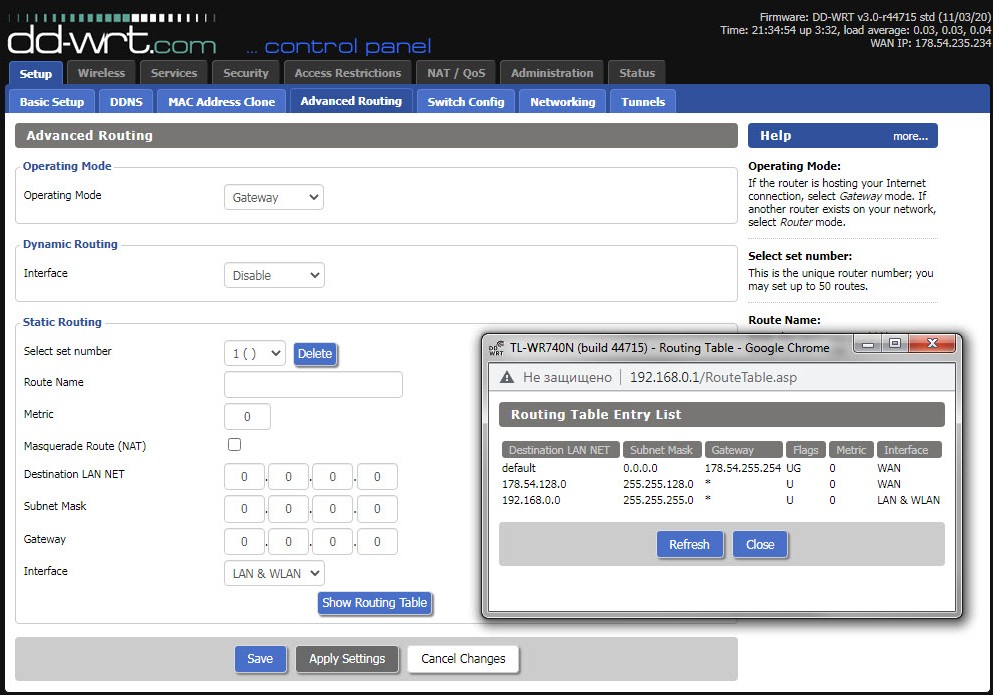 Firmware: DD-WRT v3.0-r44715 std (11/03/20)
Time: 21:34:54 up 3:32, load average: 0.03, 0.03, 0.04
WAN IP: 178.54.235.234
dd-wrt.com ... control panel
Setup Wireless Services Security Access Restrictions NAT / QoS Administration Status
Basic Setup DDNS MAC Address Clone Advanced Routing Switch Config Networking Tunnels
Advanced Routing
Operating Mode
Operating Mode Gateway
Dynamic Routing
Interface Disable
Static Routing
Select set number 1 ( ) Delete
Route Name
Metric 0
Masquerade Route (NAT)
Destination LAN NET 0 . 0 . 0 . 0
Subnet Mask 0 . 0 . 0 . 0
Gateway 0 . 0 . 0 . 0
Interface LAN & WLAN
Show Routing Table
Save Apply Settings Cancel Changes
Help more...
Operating Mode:
If the router is hosting your Internet
connection, select Gateway mode. If
another router exists on your network,
select Router mode.
Select set number:
This is the unique router number; you
may set up to 50 routes.
Route Name:
TL-WR740N (build 44715) - Routing Table - Google Chrome
Не защищено 192.168.0.1/RouteTable.asp
Routing Table Entry List
Destination LAN NET Subnet Mask Gateway Flags Metric Interface
default 0.0.0.0 178.54.255.254 UG 0 WAN
178.54.128.0 255.255.128.0 * U 0 WAN
192.168.0.0 255.255.255.0 * U 0 LAN & WLAN
Refresh Close